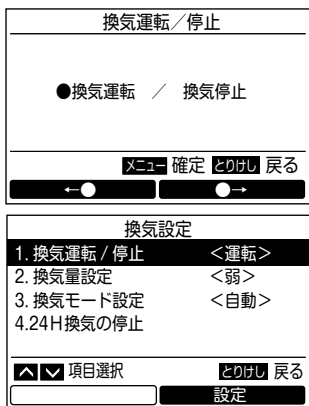 換気運転／停止
●換気運転 ／ 換気停止
メニュー 確定 とりけし 戻る
←● ●→
換気設定
1. 換気運転 / 停止 <運転>
2. 換気量設定 <弱>
3. 換気モード設定 <自動>
4.24H換気の停止
項目選択 とりけし 戻る
設定